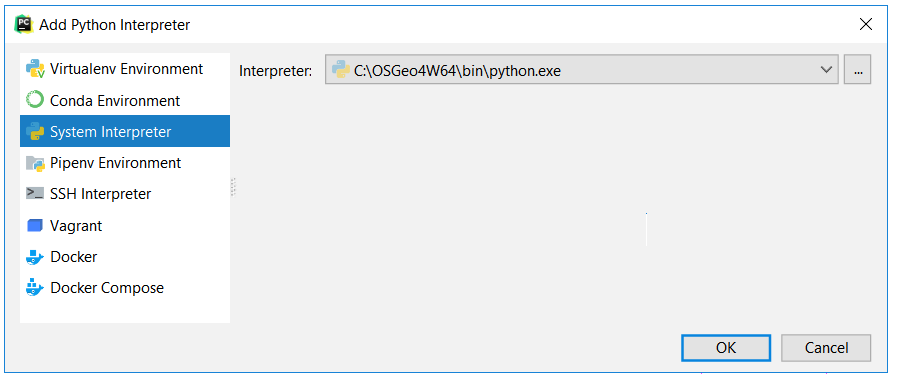 PC
Add Python Interpreter
Virtualenv Environment
Conda Environment
System Interpreter
Pipenv Environment
SSH Interpreter
Vagrant
Docker
Docker Compose
Interpreter: C:\OSGeo4W64\bin\python.exe ...
OK Cancel